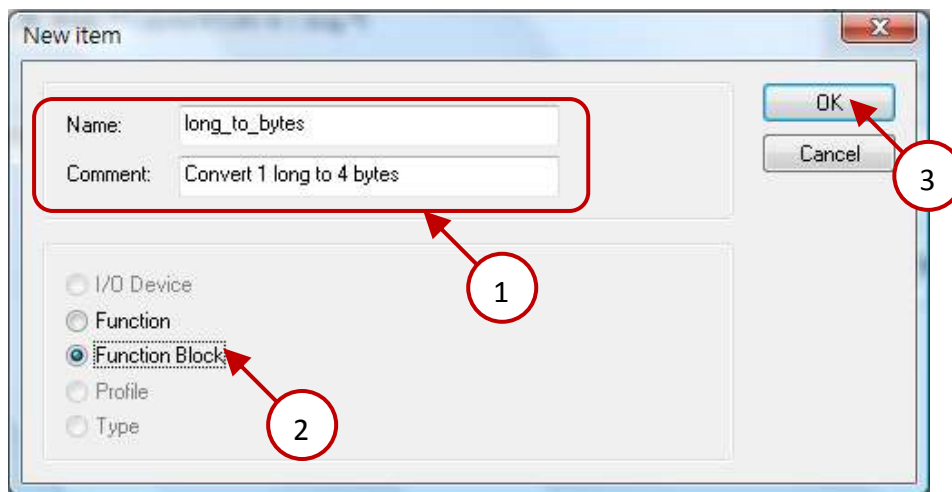 New item
Name: long_to_bytes
OK
Comment: Convert 1 long to 4 bytes
Cancel
3
1
I/O Device
Function
Function Block
Profile
Type
2